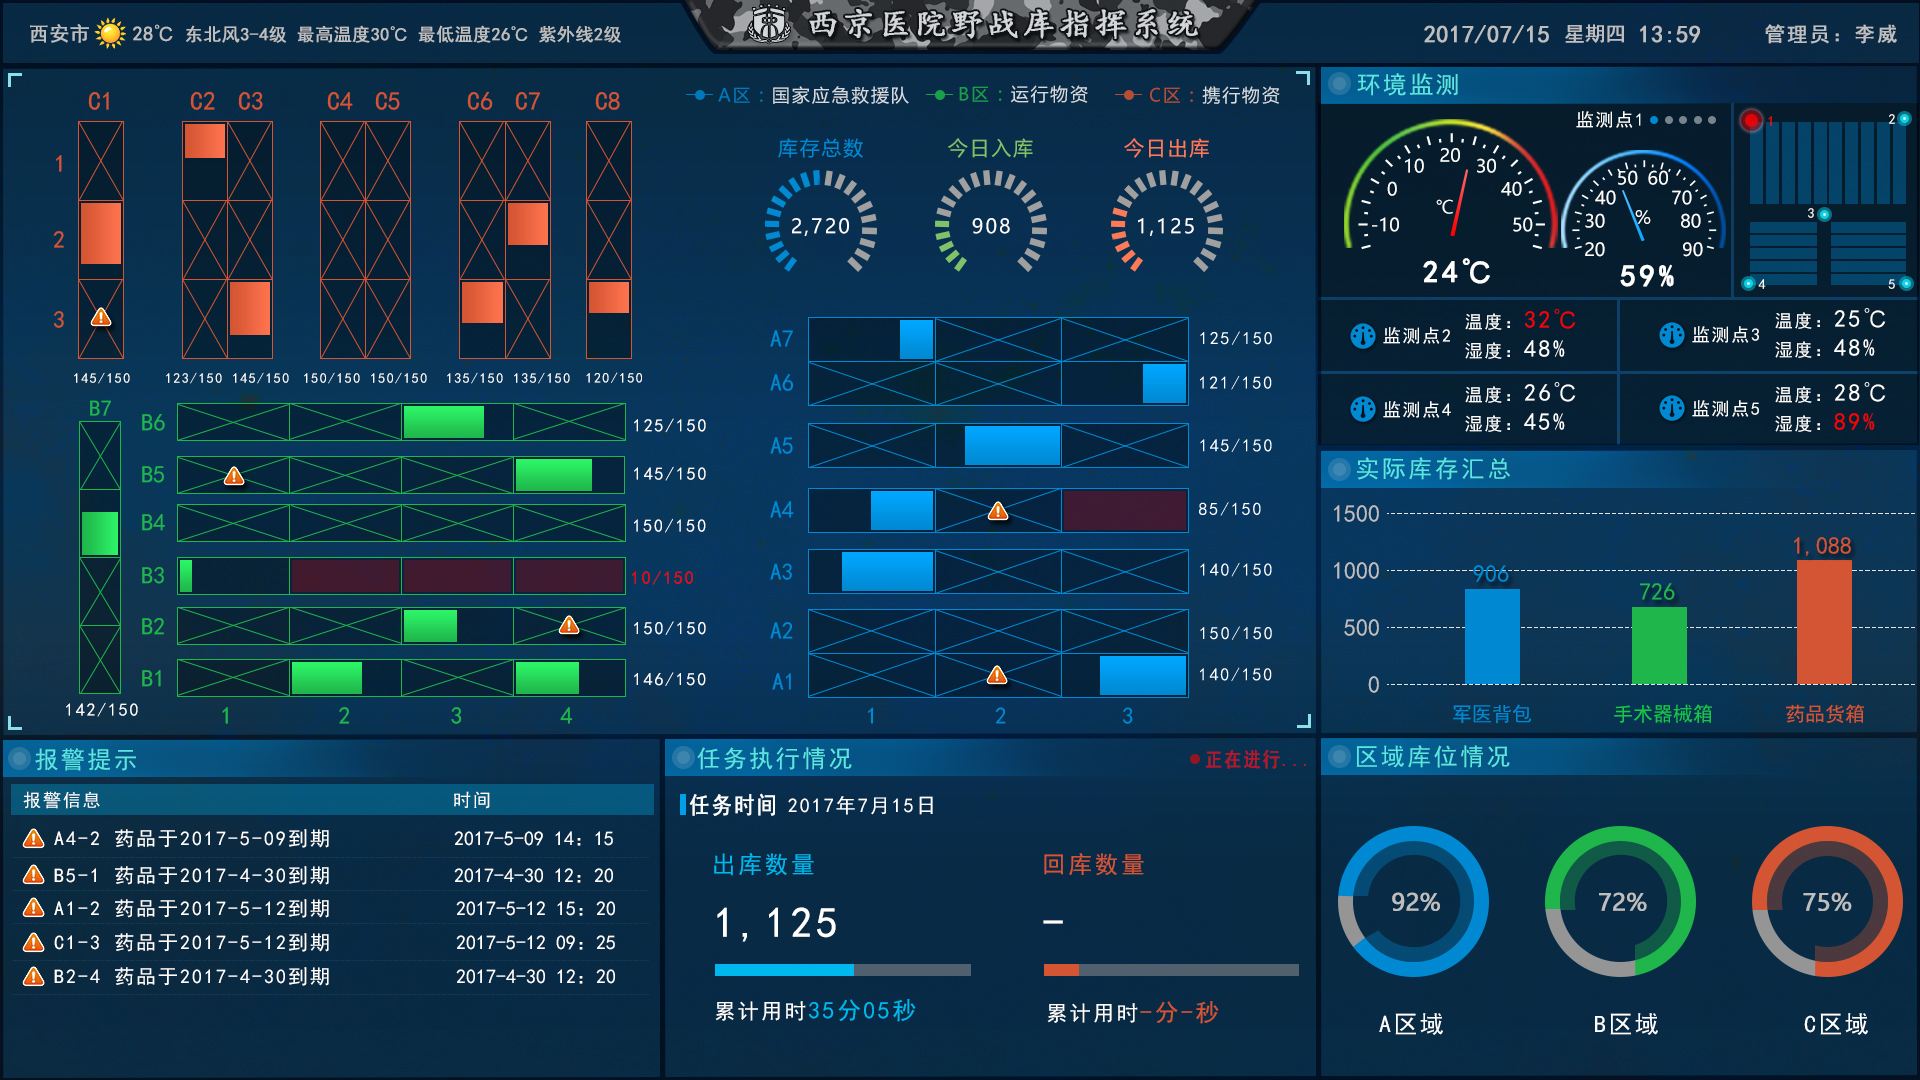 西安市 28℃ 东北风3-4级 最高温度30℃ 最低温度26℃ 紫外线2级
西京医院野战库指挥系统
2017/07/15 星期四 13:59 管理员：李威
C1 C2 C3 C4 C5 C6 C7 C8
1
2
3
145/150 123/150 145/150 150/150 150/150 135/150 135/150 120/150
A区：国家应急救援队 B区：运行物资 C区：携行物资
库存总数 今日入库 今日出库
2,720 908 1,125
B7
142/150
B6 125/150
B5 145/150
B4 150/150
B3 10/150
B2 150/150
B1 146/150
1 2 3 4
A7 125/150
A6 121/150
A5 145/150
A4 85/150
A3 140/150
A2 150/150
A1 140/150
1 2 3
环境监测
监测点1
-10 0 10 20 30 40 50
℃
24℃
20 30 40 50 60 70 80 90
%
59%
1 2
3
4 5
监测点2 温度：32℃
湿度：48%
监测点3 温度：25℃
湿度：48%
监测点4 温度：26℃
湿度：45%
监测点5 温度：28℃
湿度：89%
实际库存汇总
1500
1000
500
0
906 726 1,088
军医背包 手术器械箱 药品货箱
报警提示
报警信息 时间
A4-2 药品于2017-5-09到期 2017-5-09 14：15
B5-1 药品于2017-4-30到期 2017-4-30 12：20
A1-2 药品于2017-5-12到期 2017-5-12 15：20
C1-3 药品于2017-5-12到期 2017-5-12 09：25
B2-4 药品于2017-4-30到期 2017-4-30 12：20
任务执行情况 正在进行...
任务时间 2017年7月15日
出库数量 回库数量
1,125 —
累计用时35分05秒 累计用时-分-秒
区域库位情况
92% 72% 75%
A区域 B区域 C区域